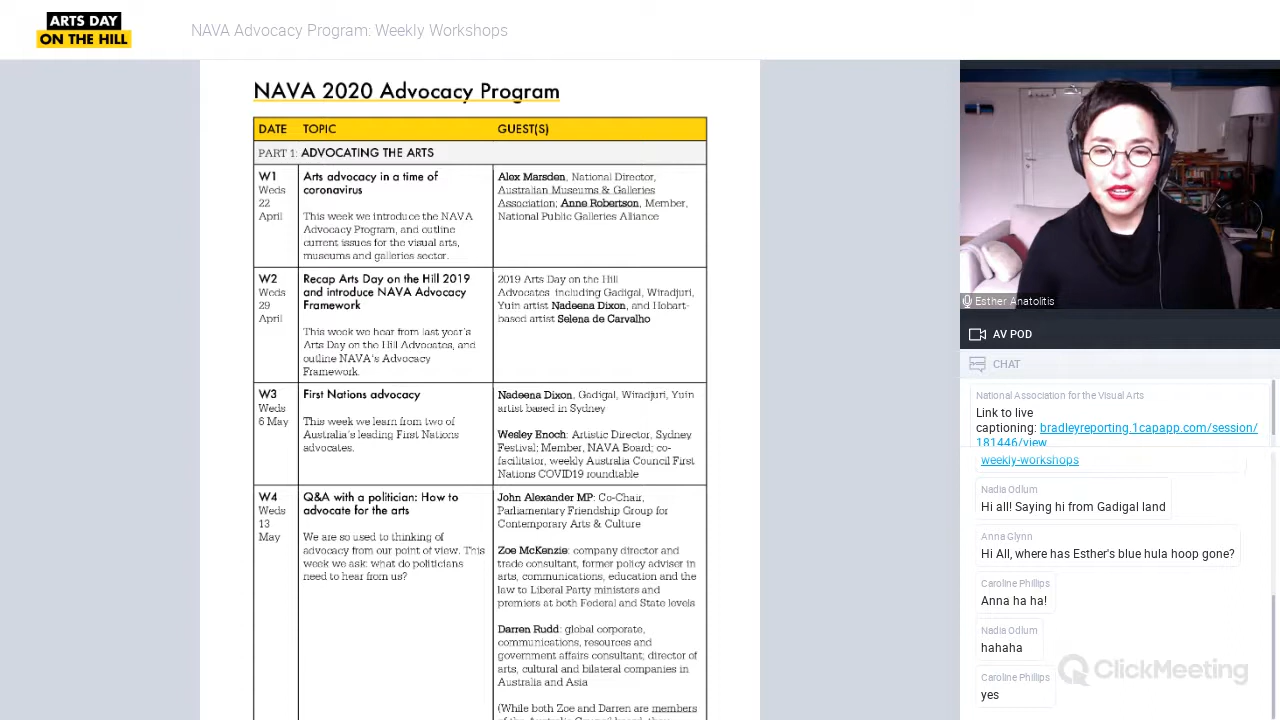 ARTS DAY
ON THE HILL
NAVA Advocacy Program: Weekly Workshops
NAVA 2020 Advocacy Program
DATE TOPIC GUEST(S)
PART 1: ADVOCATING THE ARTS
W1
Weds
22
April
Arts advocacy in a time of
coronavirus
This week we introduce the NAVA
Advocacy Program, and outline
current issues for the visual arts,
museums and galleries sector.
Alex Marsden, National Director,
Australian Museums & Galleries
Association; Anne Robertson, Member,
National Public Galleries Alliance
W2
Weds
29
April
Recap Arts Day on the Hill 2019
and introduce NAVA Advocacy
Framework
This week we hear from last year's
Arts Day on the Hill Advocates, and
outline NAVA's Advocacy
Framework.
2019 Arts Day on the Hill
Advocates including Gadigal, Wiradjuri,
Yuin artist Nadeena Dixon, and Hobart-
based artist Selena de Carvalho
W3
Weds
6 May
First Nations advocacy
This week we learn from two of
Australia's leading First Nations
advocates.
Nadeena Dixon, Gadigal, Wiradjuri, Yuin
artist based in Sydney
Wesley Enoch: Artistic Director, Sydney
Festival; Member, NAVA Board; co-
facilitator, weekly Australia Council First
Nations COVID19 roundtable
W4
Weds
13
May
Q&A with a politician: How to
advocate for the arts
We are so used to thinking of
advocacy from our point of view. This
week we ask: what do politicians
need to hear from us?
John Alexander MP: Co-Chair,
Parliamentary Friendship Group for
Contemporary Arts & Culture
Zoe McKenzie: company director and
trade consultant, former policy adviser in
arts, communications, education and the
law to Liberal Party ministers and
premiers at both Federal and State levels
Darren Rudd: global corporate,
communications, resources and
government affairs consultant; director of
arts, cultural and bilateral companies in
Australia and Asia
(While both Zoe and Darren are members
of the Australia Council board, they
Esther Anatolitis
AV POD
CHAT
National Association for the Visual Arts
Link to live
captioning: bradleyreporting.1capapp.com/session/
181446/view
weekly-workshops
Nadia Odlum
Hi all! Saying hi from Gadigal land
Anna Glynn
Hi All, where has Esther's blue hula hoop gone?
Caroline Phillips
Anna ha ha!
Nadia Odlum
hahaha
Caroline Phillips
yes
ClickMeeting